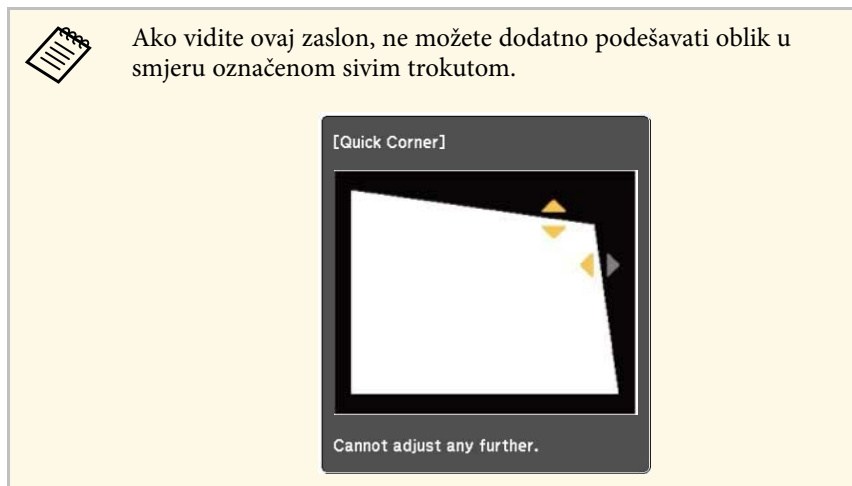 Ako vidite ovaj zaslon, ne možete dodatno podešavati oblik u
smjeru označenom sivim trokutom.
[Quick Corner]
Cannot adjust any further.